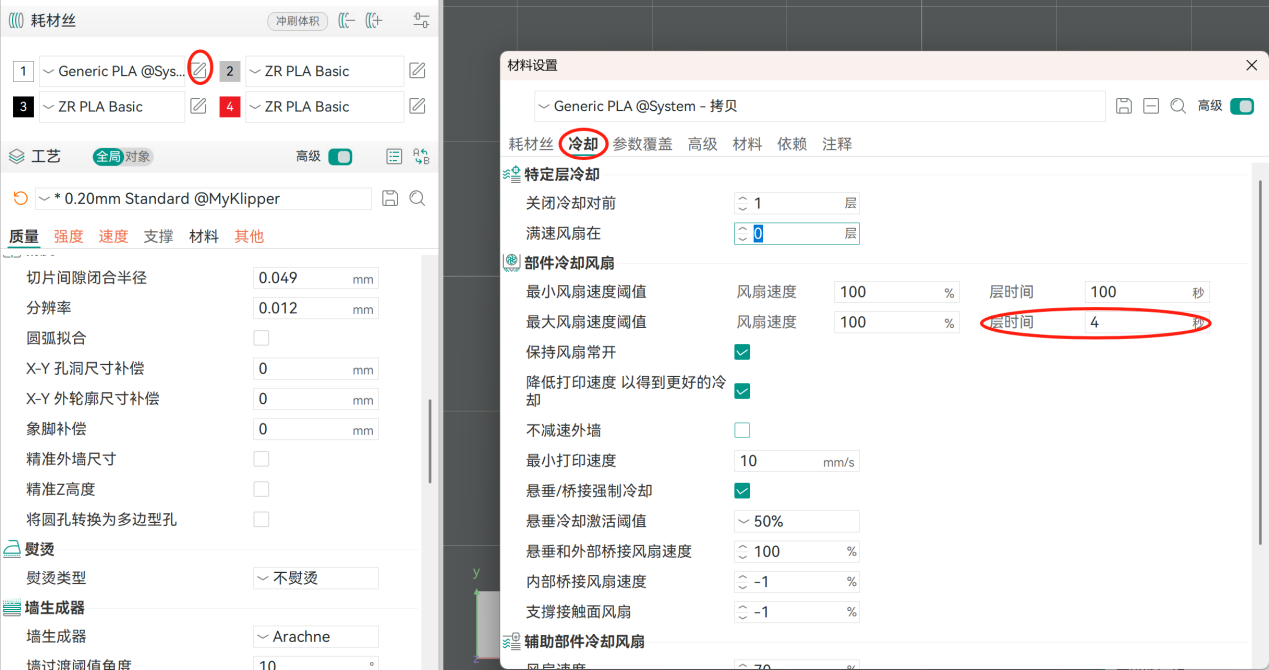 耗材丝
冲刷体积
1 Generic PLA @Sys...
2 ZR PLA Basic
3 ZR PLA Basic
4 ZR PLA Basic
工艺
全局 对象
高级
* 0.20mm Standard @MyKlipper
质量 强度 速度 支撑 材料 其他
切片间隙闭合半径 0.049 mm
分辨率 0.012 mm
圆弧拟合
X-Y 孔洞尺寸补偿 0 mm
X-Y 外轮廓尺寸补偿 0 mm
象脚补偿 0 mm
精准外墙尺寸
精准Z高度
将圆孔转换为多边型孔
熨烫
熨烫类型 不熨烫
墙生成器
墙生成器 Arachne
墙过渡阈值角度 10 °
y
z
材料设置
Generic PLA @System - 拷贝
高级
耗材丝 冷却 参数覆盖 高级 材料 依赖 注释
特定层冷却
关闭冷却对前 1 层
满速风扇在 0 层
部件冷却风扇
最小风扇速度阈值 风扇速度 100 % 层时间 100 秒
最大风扇速度阈值 风扇速度 100 % 层时间 4 秒
保持风扇常开
降低打印速度 以得到更好的冷
却
不减速外墙
最小打印速度 10 mm/s
悬垂/桥接强制冷却
悬垂冷却激活阈值 50%
悬垂和外部桥接风扇速度 100 %
内部桥接风扇速度 -1 %
支撑接触面风扇 -1 %
辅助部件冷却风扇
风扇速度 70 %